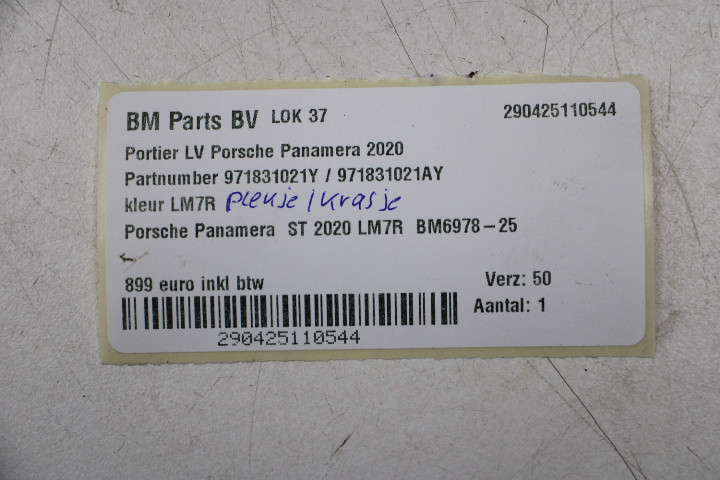 BM Parts BV LOK 37 290425110544
Portier LV Porsche Panamera 2020
Partnumber 971831021Y / 971831021AY
kleur LM7R plekje / krasje
Porsche Panamera ST 2020 LM7R BM6978-25
899 euro inkl btw Verz: 50
Aantal: 1
290425110544